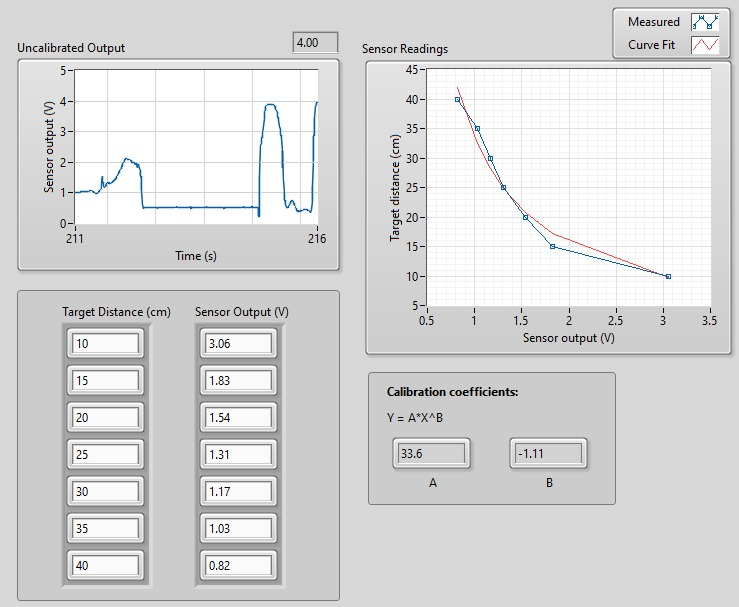 Measured
Curve Fit
Uncalibrated Output
4.00
Sensor output (V)
5
4
3
2
1
0
211
216
Time (s)
Sensor Readings
Target distance (cm)
45
40
35
30
25
20
15
10
5
0.5 1 1.5 2 2.5 3 3.5
Sensor output (V)
Target Distance (cm) Sensor Output (V)
10 3.06
15 1.83
20 1.54
25 1.31
30 1.17
35 1.03
40 0.82
Calibration coefficients:
Y = A*X^B
33.6 -1.11
A B